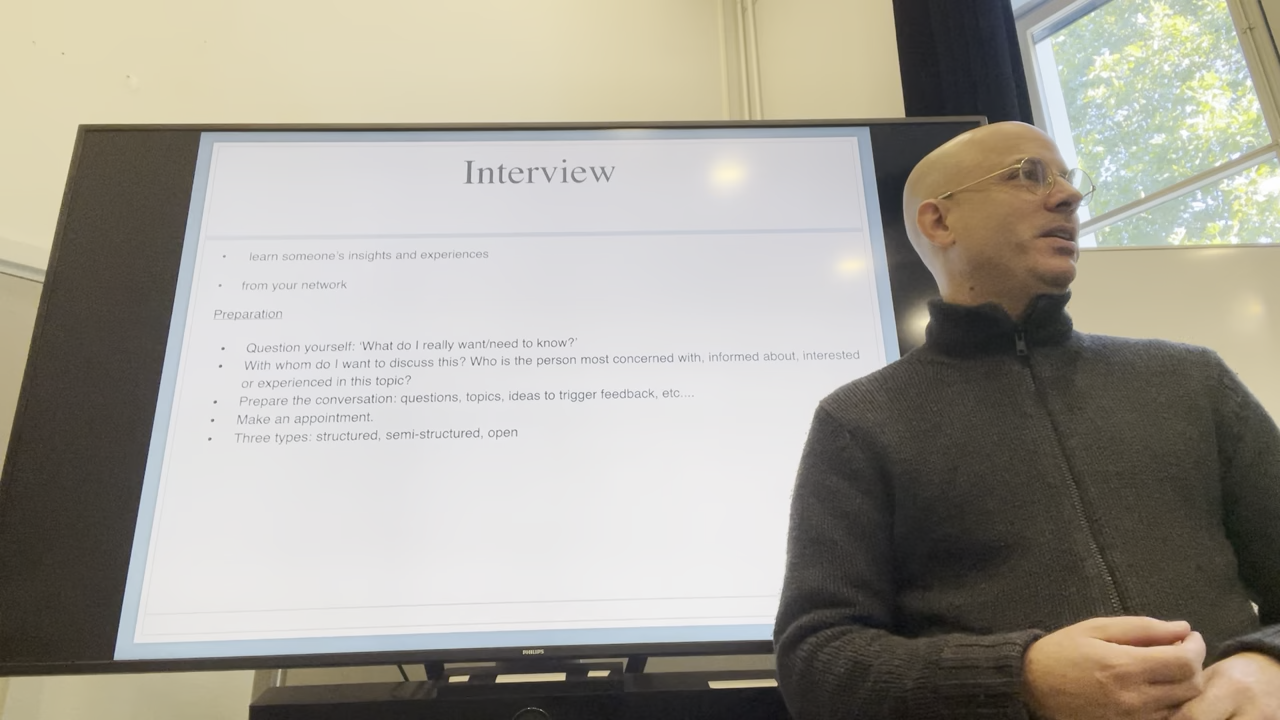 Interview
• learn someone's insights and experiences
• from your network
Preparation
• Question yourself: 'What do I really want/need to know?'
• With whom do I want to discuss this? Who is the person most concerned with, informed about, interested
or experienced in this topic?
• Prepare the conversation: questions, topics, ideas to trigger feedback, etc....
• Make an appointment.
• Three types: structured, semi-structured, open
PHILIPS